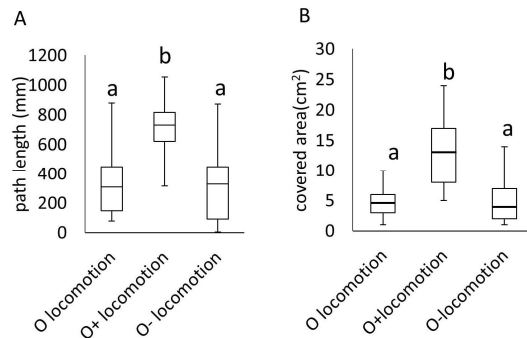 A
path length (mm)
1200
1000
800
600
400
200
0
a
b
a
O locomotion
O+ locomotion
O- locomotion
B
covered area(cm²)
30
25
20
15
10
5
0
a
b
a
O locomotion
O+locomotion
O-locomotion